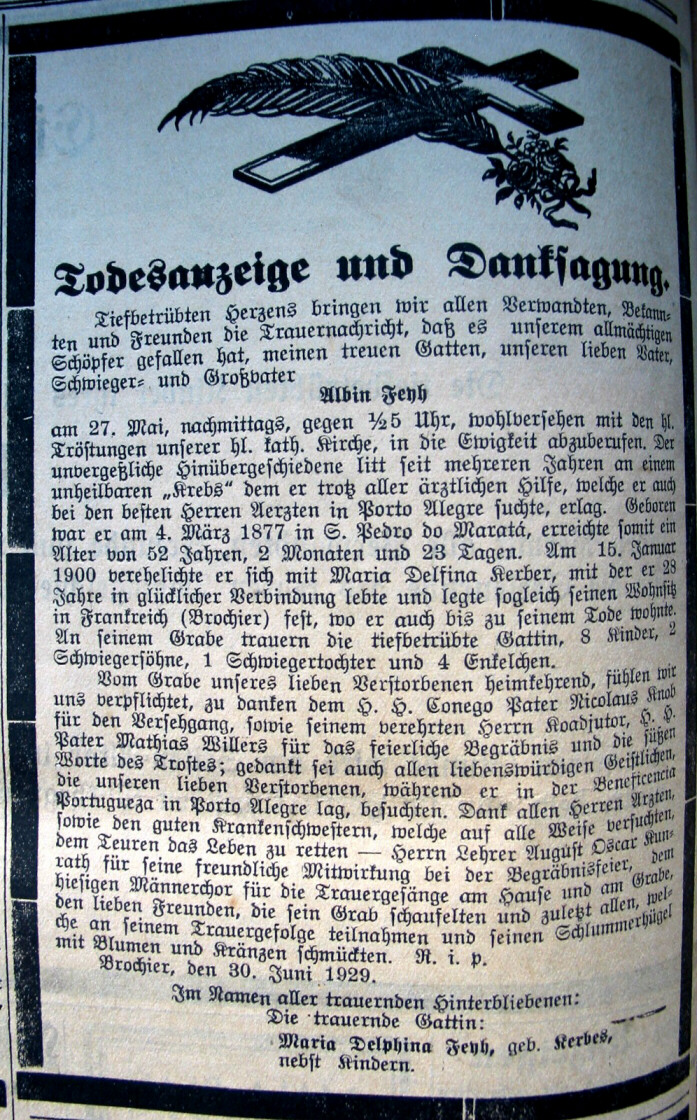 Todesanzeige und Danksagung.
Tiefbetrübten Herzens bringen wir allen Verwandten, Bekann-
ten und Freunden die Trauernachricht, daß es unserem allmächtigen
Schöpfer gefallen hat, meinen treuen Gatten, unseren lieben Vater,
Schwieger- und Großvater
Albin Feyh
am 27. Mai, nachmittags, gegen ½5 Uhr, wohlversehen mit den hl.
Tröstungen unserer hl. kath. Kirche, in die Ewigkeit abzuberufen. Der
unvergeßliche Hinübergeschiedene litt seit mehreren Jahren an einem
unheilbaren „Krebs“ dem er trotz aller ärztlichen Hilfe, welche er auch
bei den besten Herren Aerzten in Porto Alegre suchte, erlag. Geboren
war er am 4. März 1877 in S. Pedro do Maratá, erreichte somit ein
Alter von 52 Jahren, 2 Monaten und 23 Tagen. Am 15. Januar
1900 verehelichte er sich mit Maria Delfina Kerber, mit der er 28
Jahre in glücklicher Verbindung lebte und legte sogleich seinen Wohnsitz
in Frankreich (Brochier) fest, wo er auch bis zu seinem Tode wohnte.
An seinem Grabe trauern die tiefbetrübte Gattin, 8 Kinder, 2
Schwiegersöhne, 1 Schwiegertochter und 4 Enkelchen.
Vom Grabe unseres lieben Verstorbenen heimkehrend, fühlen wir
uns verpflichtet, zu danken dem H. H. Conego Pater Nicolaus Knob
für den Versehgang, sowie seinem verehrten Herrn Koadjutor, H. H.
Pater Mathias Willers für das feierliche Begräbnis und die süßen
Worte des Trostes; gedankt sei auch allen liebenswürdigen Geistlichen,
die unseren lieben Verstorbenen, während er in der Beneficencia
Portugueza in Porto Alegre lag, besuchten. Dank allen Herren Ärzten,
sowie den guten Krankenschwestern, welche auf alle Weise versuchten,
dem Teuren das Leben zu retten — Herrn Lehrer August Oscar Kun-
rath für seine freundliche Mitwirkung bei der Begräbnisfeier, dem
hiesigen Männerchor für die Trauergesänge am Hause und am Grabe,
den lieben Freunden, die sein Grab schaufelten und zuletzt allen, wel-
che an seinem Trauergefolge teilnahmen und seinen Schlummerhügel
mit Blumen und Kränzen schmückten. R. i. p.
Brochier, den 30. Juni 1929.
Im Namen aller trauernden Hinterbliebenen:
Die trauernde Gattin:
Maria Delphina Feyh, geb. Kerbes,
nebst Kindern.